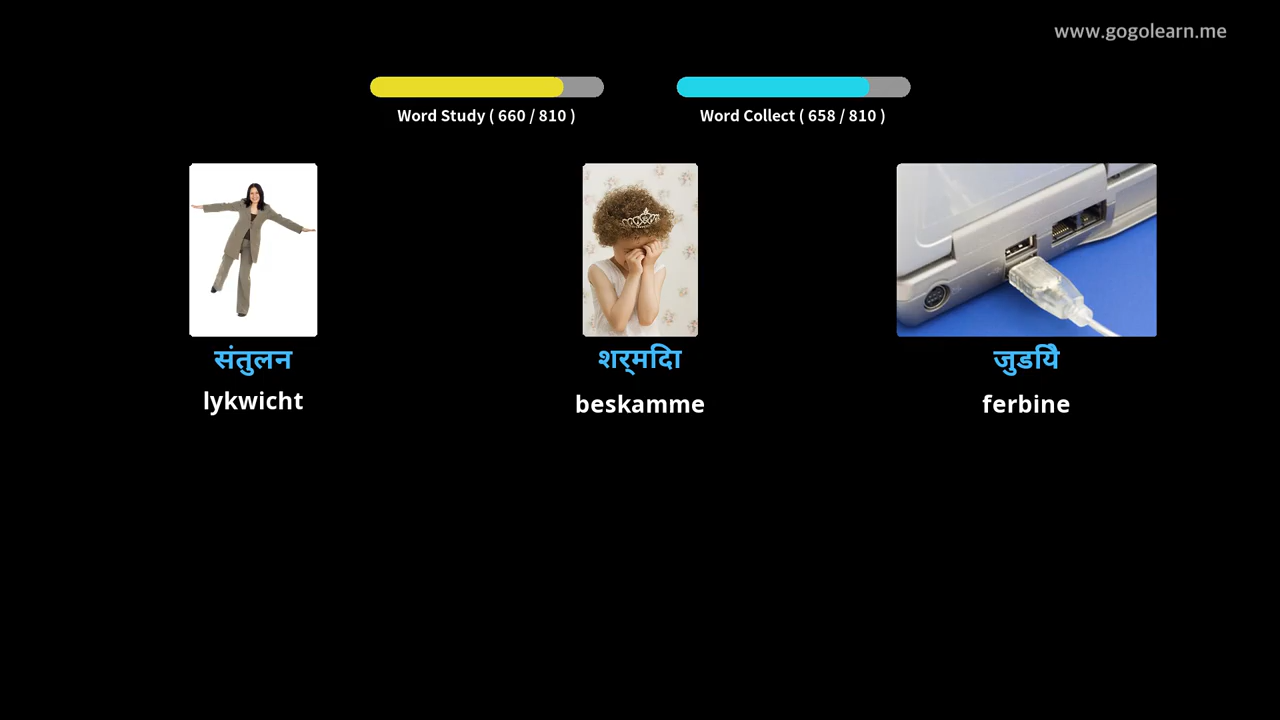 www.gogolearn.me
Word Study ( 660 / 810 )
Word Collect ( 658 / 810 )
संतुलन
शर्मिंदा
जुडिये
lykwicht
beskamme
ferbine